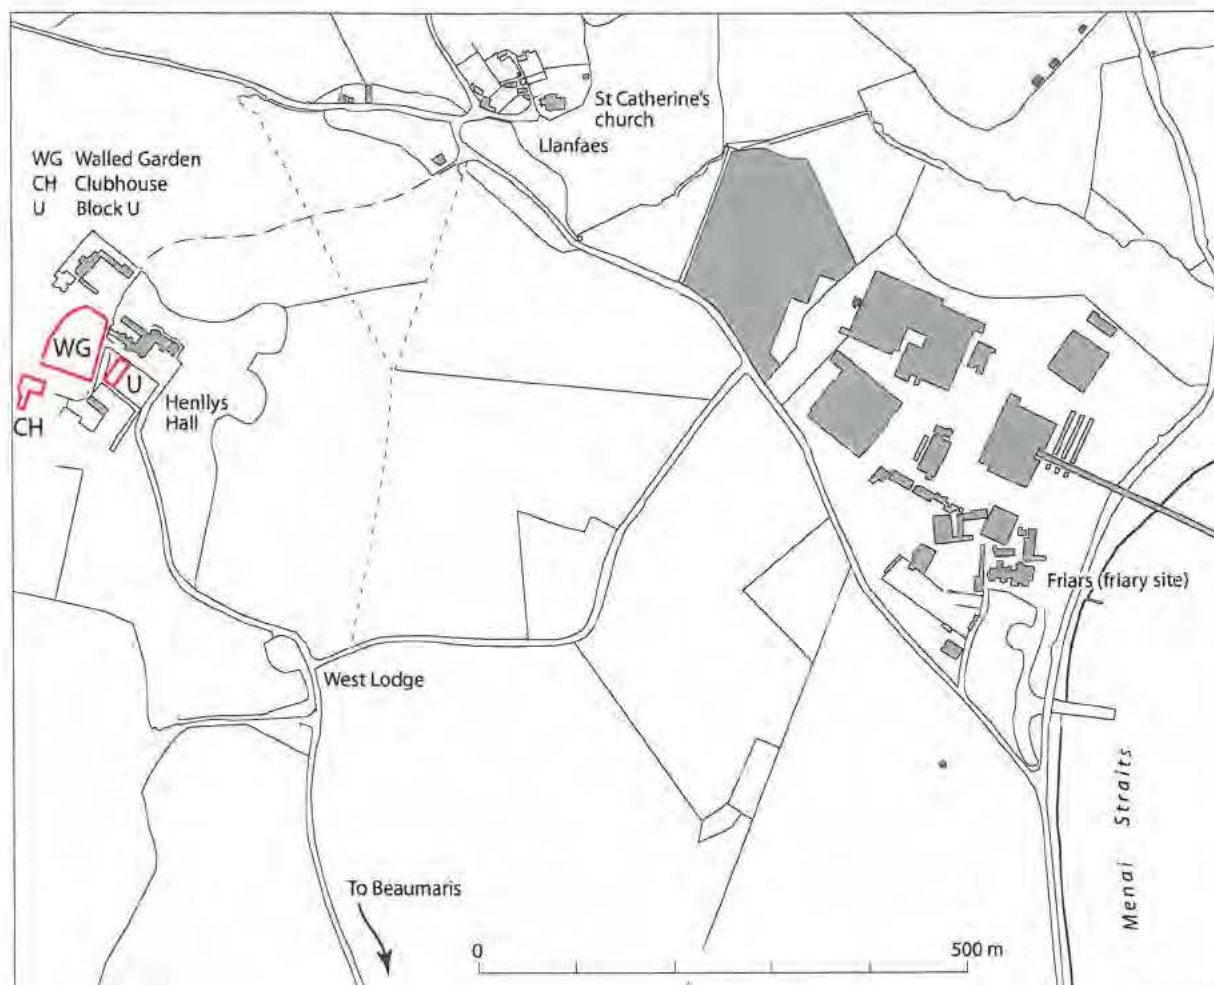 St Catherine's
church
Llanfaes
WG Walled Garden
CH Clubhouse
U Block U
WG
U
CH
Henllys
Hall
Friars (friary site)
West Lodge
Menai Straits
To Beaumaris
0 500 m